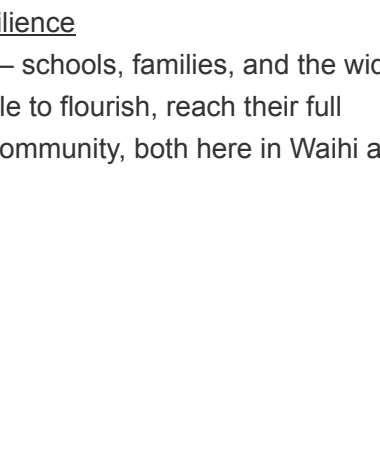 ilience
– schools, families, and the wid
le to flourish, reach their full
ommunity, both here in Waihi a